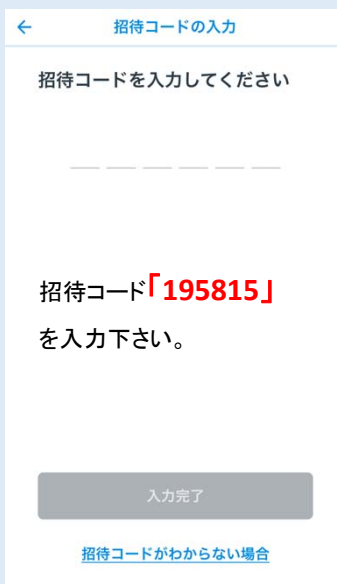 ← 招待コードの入力
招待コードを入力してください
招待コード「195815」
を入力下さい。
入力完了
招待コードがわからない場合